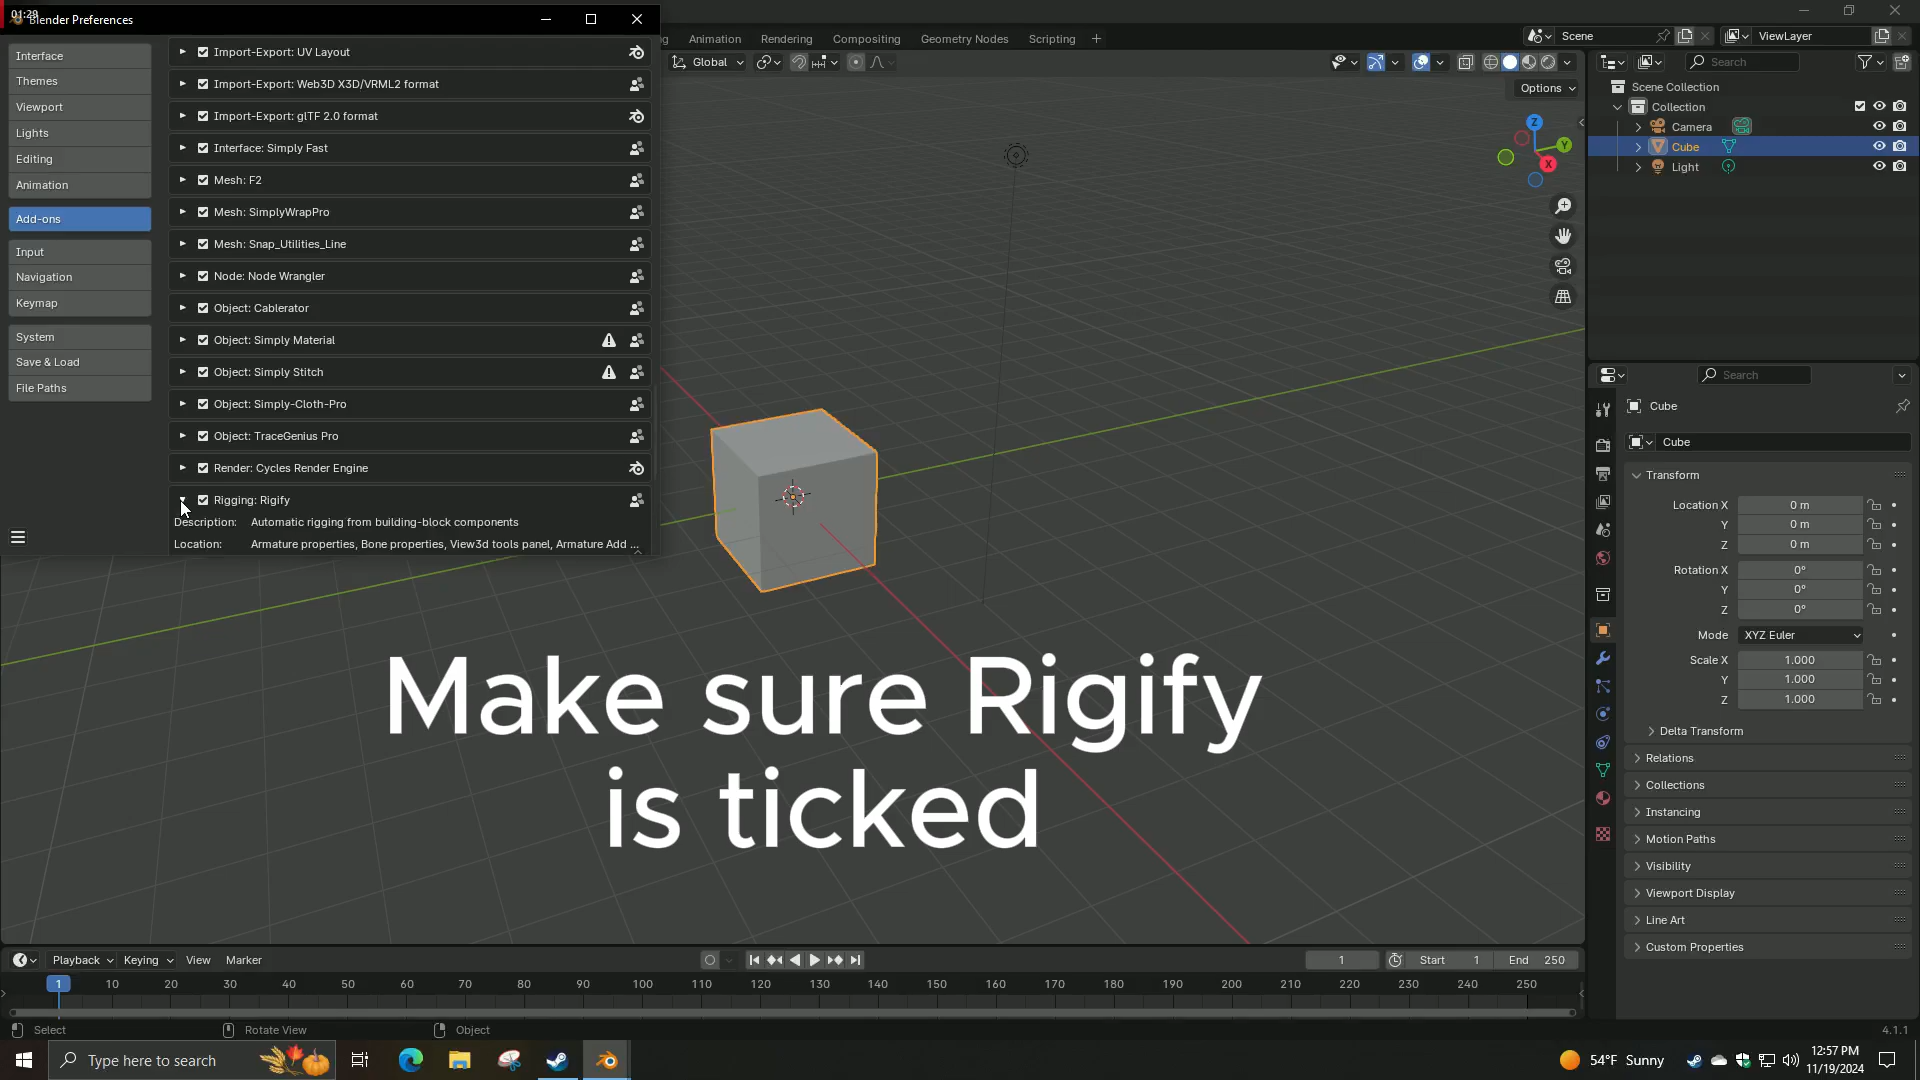 01:29
Blender Preferences
Interface
Themes
Viewport
Lights
Editing
Animation
Add-ons
Input
Navigation
Keymap
System
Save & Load
File Paths
Import-Export: UV Layout
Import-Export: Web3D X3D/VRML2 format
Import-Export: glTF 2.0 format
Interface: Simply Fast
Mesh: F2
Mesh: SimplyWrapPro
Mesh: Snap_Utilities_Line
Node: Node Wrangler
Object: Cablerator
Object: Simply Material
Object: Simply Stitch
Object: Simply-Cloth-Pro
Object: TraceGenius Pro
Render: Cycles Render Engine
Rigging: Rigify
Description: Automatic rigging from building-block components
Location: Armature properties, Bone properties, View3d tools panel, Armature Add ...
Animation Rendering Compositing Geometry Nodes Scripting +
Scene
ViewLayer
Global
Options
Z
Y
X
Search
Scene Collection
Collection
Camera
Cube
Light
Search
Cube
Cube
Transform
Location X 0 m
Y 0 m
Z 0 m
Rotation X 0°
Y 0°
Z 0°
Mode XYZ Euler
Scale X 1.000
Y 1.000
Z 1.000
Delta Transform
Relations
Collections
Instancing
Motion Paths
Visibility
Viewport Display
Line Art
Custom Properties
Make sure Rigify
is ticked
Playback Keying View Marker
1 Start 1 End 250
1 10 20 30 40 50 60 70 80 90 100 110 120 130 140 150 160 170 180 190 200 210 220 230 240 250
Select Rotate View Object
4.1.1
Type here to search
54°F Sunny
12:57 PM
11/19/2024